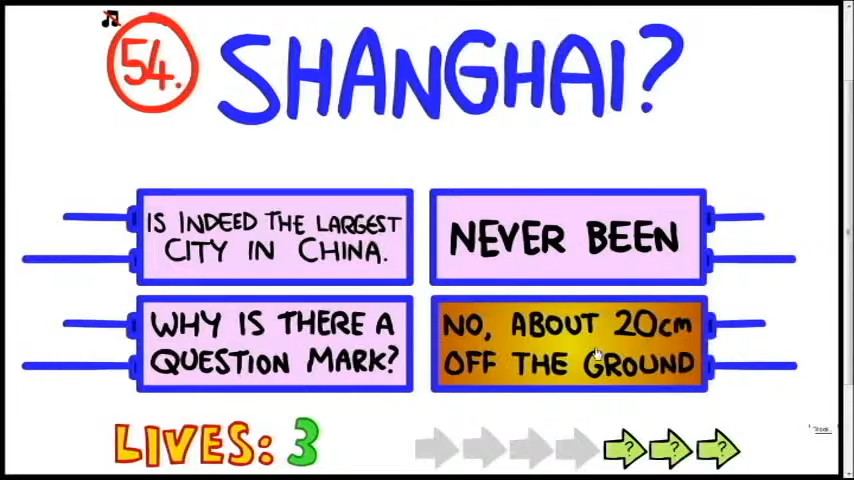 54.
SHANGHAI?
IS INDEED THE LARGEST
CITY IN CHINA.
NEVER BEEN
WHY IS THERE A
QUESTION MARK?
NO, ABOUT 20CM
OFF THE GROUND
LIVES: 3
? ? ?